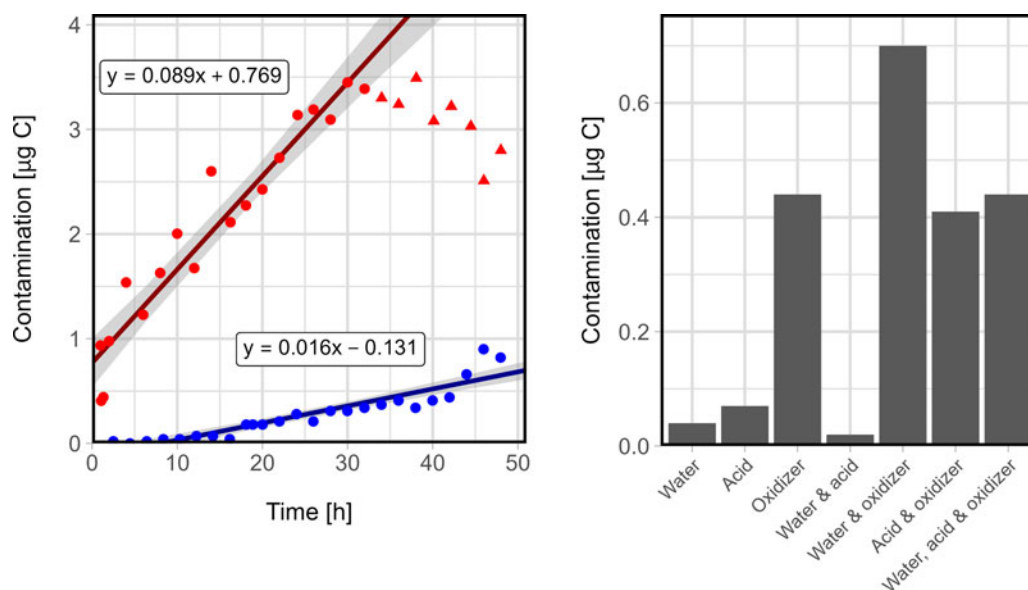 4
3
2
1
0
Contamination [µg C]
y = 0.089x + 0.769
y = 0.016x – 0.131
0 10 20 30 40 50
Time [h]
0.6
0.4
0.2
0.0
Contamination [µg C]
Water
Acid
Oxidizer
Water & acid
Water & oxidizer
Acid & oxidizer
Water, acid & oxidizer